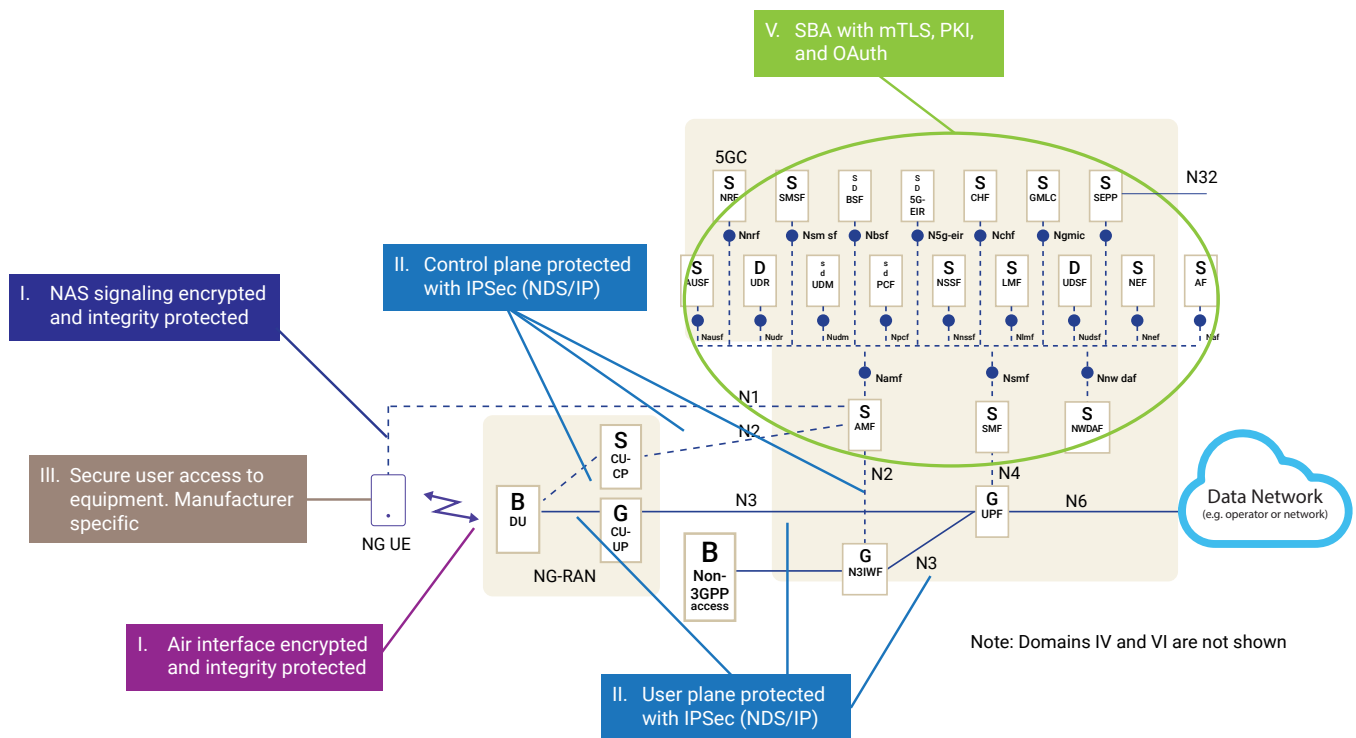 V. SBA with mTLS, PKI,
and OAuth
5GC
S
NRF
S
SMSF
S
D
BSF
S
D
5G-
EIR
S
CHF
S
GMLC
S
SEPP
N32
Nnrf
Nsm sf
Nbsf
N5g-eir
Nchf
Ngmic
II. Control plane protected
with IPSec (NDS/IP)
S
AUSF
D
UDR
s
d
UDM
s
d
PCF
S
NSSF
S
LMF
D
UDSF
S
NEF
S
AF
I. NAS signaling encrypted
and integrity protected
Nausf
Nudr
Nudm
Npcf
Nnssf
Nlmf
Nudsf
Nnef
Naf
Namf
Nsmf
Nnw daf
N1
S
AMF
S
SMF
S
NWDAF
N2
S
CU-
CP
III. Secure user access to
equipment. Manufacturer
specific
N2
N4
B
DU
G
CU-
UP
N3
G
UPF
N6
Data Network
(e.g. operator or network)
NG UE
NG-RAN
B
Non-
3GPP
access
G
N3IWF
N3
I. Air interface encrypted
and integrity protected
Note: Domains IV and VI are not shown
II. User plane protected
with IPSec (NDS/IP)